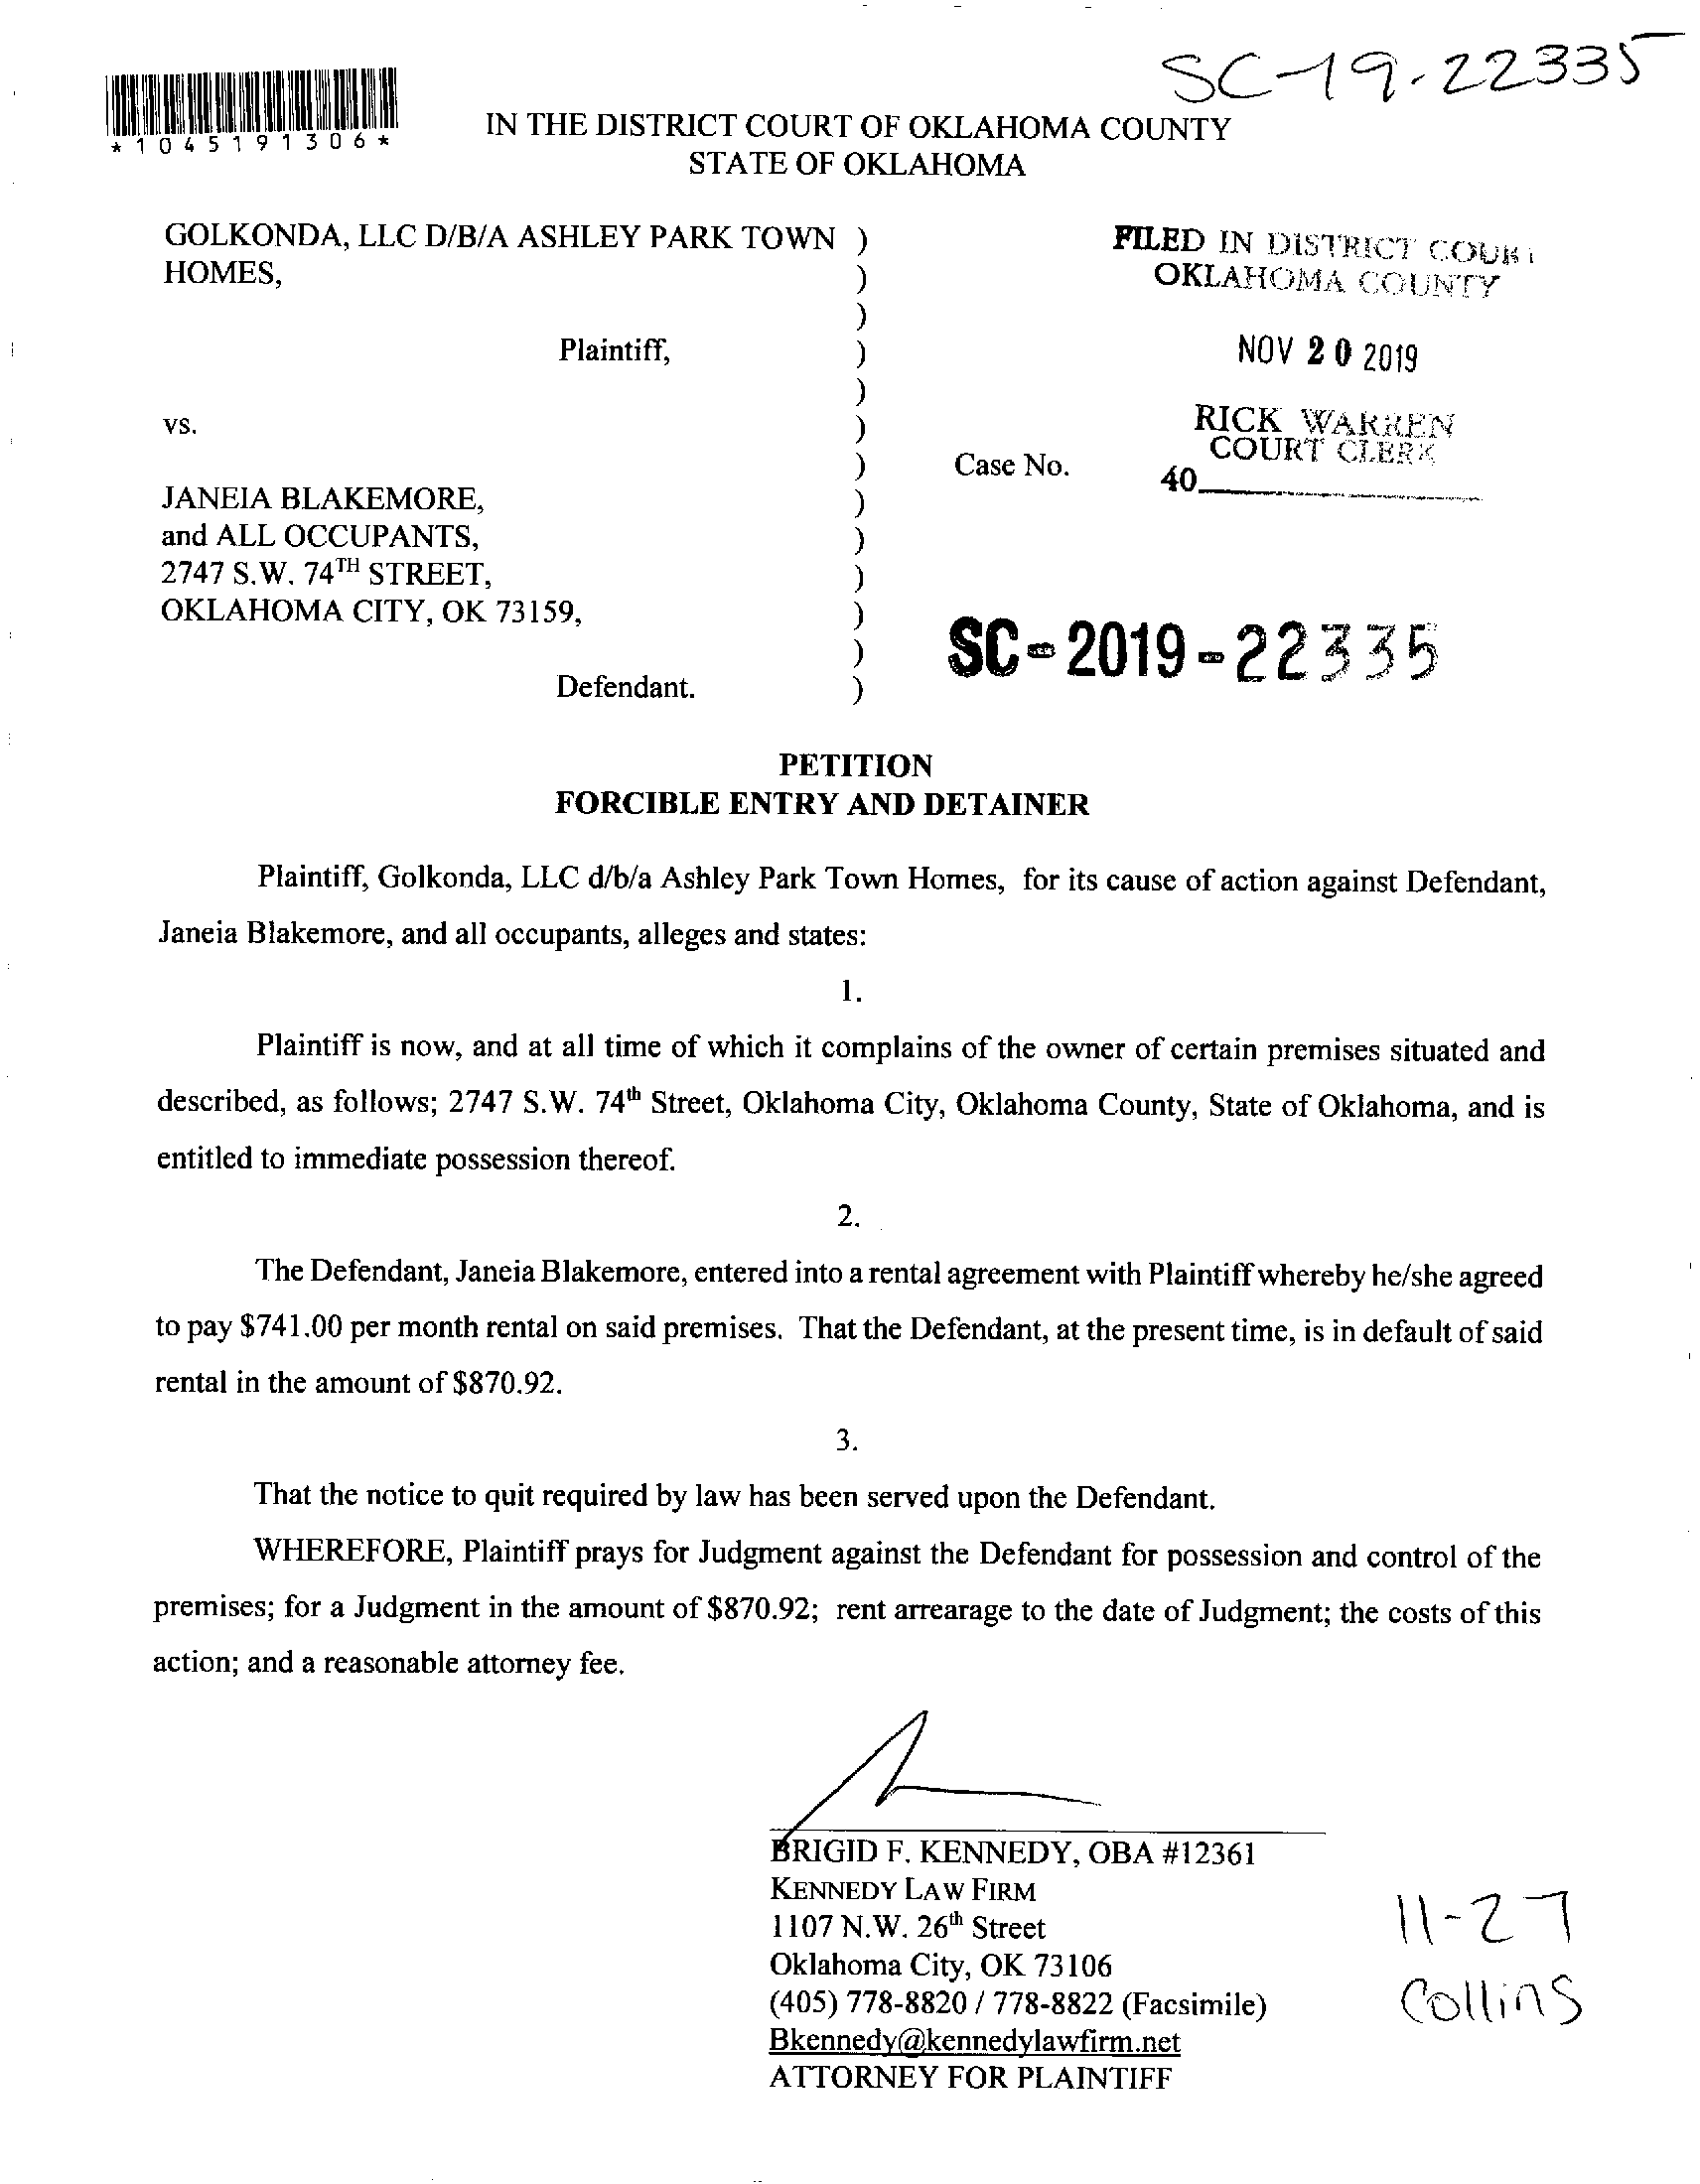 SC-19-22335
*1045191306*
IN THE DISTRICT COURT OF OKLAHOMA COUNTY
STATE OF OKLAHOMA
GOLKONDA, LLC D/B/A ASHLEY PARK TOWN )
HOMES, )
)
Plaintiff, )
)
vs. )
)
JANEIA BLAKEMORE, )
and ALL OCCUPANTS, )
2747 S.W. 74TH STREET, )
OKLAHOMA CITY, OK 73159, )
)
Defendant. )
FILED IN DISTRICT COURT
OKLAHOMA COUNTY
NOV 20 2019
RICK WARREN
COURT CLERK
Case No.
40
SC-2019-22335
PETITION
FORCIBLE ENTRY AND DETAINER
Plaintiff, Golkonda, LLC d/b/a Ashley Park Town Homes, for its cause of action against Defendant,
Janeia Blakemore, and all occupants, alleges and states:
1.
Plaintiff is now, and at all time of which it complains of the owner of certain premises situated and
described, as follows; 2747 S.W. 74th Street, Oklahoma City, Oklahoma County, State of Oklahoma, and is
entitled to immediate possession thereof.
2.
The Defendant, Janeia Blakemore, entered into a rental agreement with Plaintiff whereby he/she agreed
to pay $741.00 per month rental on said premises. That the Defendant, at the present time, is in default of said
rental in the amount of $870.92.
3.
That the notice to quit required by law has been served upon the Defendant.
WHEREFORE, Plaintiff prays for Judgment against the Defendant for possession and control of the
premises; for a Judgment in the amount of $870.92; rent arrearage to the date of Judgment; the costs of this
action; and a reasonable attorney fee.
BRIGID F. KENNEDY, OBA #12361
KENNEDY LAW FIRM
1107 N.W. 26th Street
Oklahoma City, OK 73106
(405) 778-8820 / 778-8822 (Facsimile)
Bkennedy@kennedylawfirm.net
ATTORNEY FOR PLAINTIFF
11-27
Collins